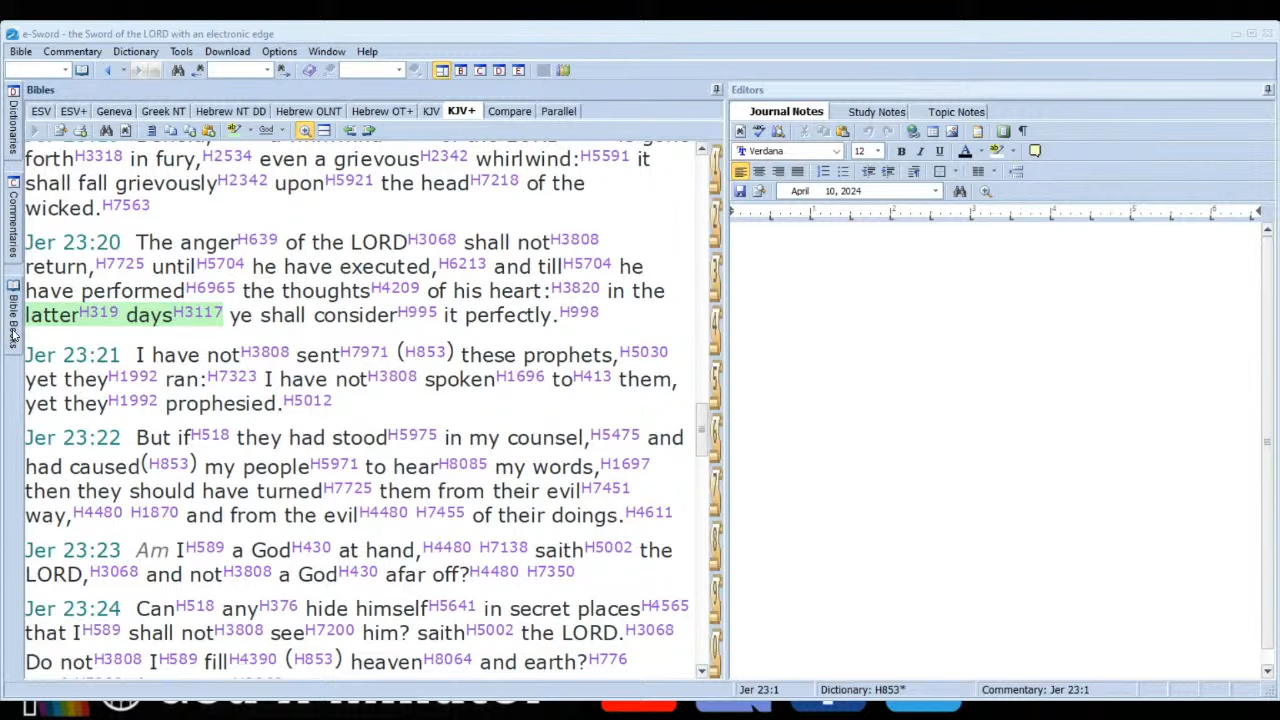 e-Sword - the Sword of the LORD with an electronic edge
Bible Commentary Dictionary Tools Download Options Window Help
Bibles
ESV ESV+ Geneva Greek NT Hebrew NT DD Hebrew OLNT Hebrew OT+ KJV KJV+ Compare Parallel
Dictionaries
Commentaries
forthH3318 in fury,H2534 even a grievousH2342 whirlwind:H5591 it
shall fall grievouslyH2342 uponH5921 the headH7218 of the
wicked.H7563
Jer 23:20 The angerH639 of the LORDH3068 shall notH3808
return,H7725 untilH5704 he have executed,H6213 and tillH5704 he
have performedH6965 the thoughtsH4209 of his heart:H3820 in the
latterH319 daysH3117 ye shall considerH995 it perfectly.H998
Jer 23:21 I have notH3808 sentH7971 (H853) these prophets,H5030
yet theyH1992 ran:H7323 I have notH3808 spokenH1696 toH413 them,
yet theyH1992 prophesied.H5012
Jer 23:22 But ifH518 they had stoodH5975 in my counsel,H5475 and
had caused(H853) my peopleH5971 to hearH8085 my words,H1697
then they should have turnedH7725 them from their evilH7451
way,H4480 H1870 and from the evilH4480 H7455 of their doings.H4611
Jer 23:23 Am IH589 a GodH430 at hand,H4480 H7138 saithH5002 the
LORD,H3068 and notH3808 a GodH430 afar off?H4480 H7350
Jer 23:24 CanH518 anyH376 hide himselfH5641 in secret placesH4565
that IH589 shall notH3808 seeH7200 him? saithH5002 the LORD.H3068
Do notH3808 IH589 fillH4390 (H853) heavenH8064 and earth?H776
Editors
Journal Notes Study Notes Topic Notes
Verdana 12 B I U A
April 10, 2024
1 2 3 4 5 6
Jer 23:1 Dictionary: H853* Commentary: Jer 23:1